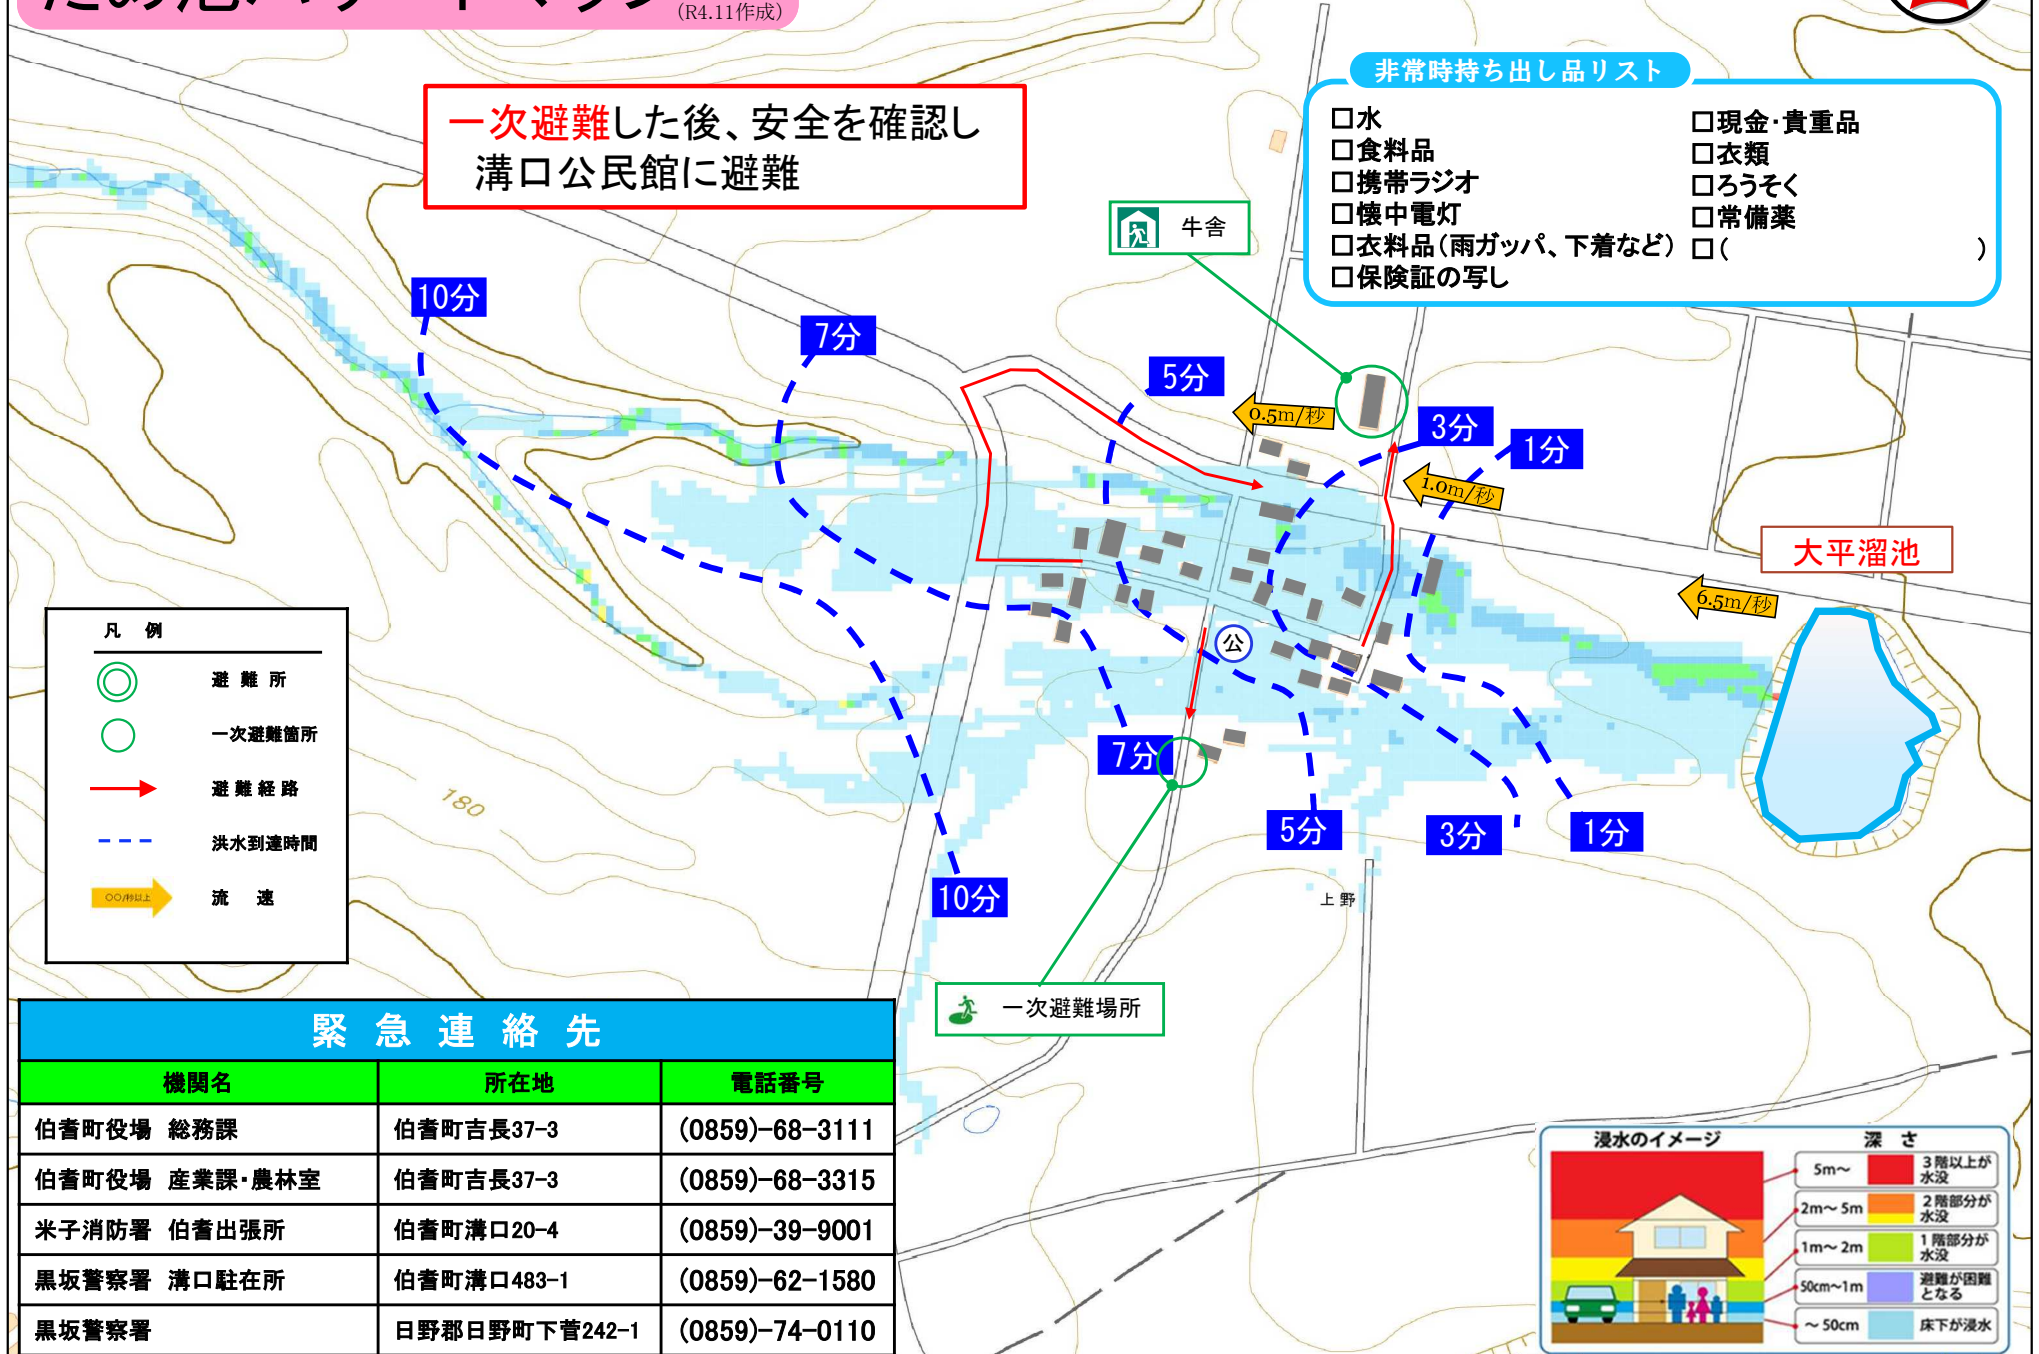 ため池ハザードマップ
(R4.11作成)
一次避難した後、安全を確認し
溝口公民館に避難
非常時持ち出し品リスト
□水
□食料品
□携帯ラジオ
□懐中電灯
□衣料品(雨ガッパ、下着など)
□保険証の写し
□現金・貴重品
□衣類
□ろうそく
□常備薬
□( )
牛舎
10分
7分
5分
3分
1分
0.5m/秒
1.0m/秒
6.5m/秒
大平溜池
公
7分
5分
3分
1分
10分
上野
180
一次避難場所
凡 例
避 難 所
一次避難箇所
避 難 経 路
洪水到達時間
○○/秒以上
流 速
緊 急 連 絡 先
機関名 所在地 電話番号
伯耆町役場 総務課 伯耆町吉長37-3 (0859)-68-3111
伯耆町役場 産業課・農林室 伯耆町吉長37-3 (0859)-68-3315
米子消防署 伯耆出張所 伯耆町溝口20-4 (0859)-39-9001
黒坂警察署 溝口駐在所 伯耆町溝口483-1 (0859)-62-1580
黒坂警察署 日野郡日野町下菅242-1 (0859)-74-0110
浸水のイメージ 深 さ
5m〜 3階以上が水没
2m〜5m 2階部分が水没
1m〜2m 1階部分が水没
50cm〜1m 避難が困難となる
〜50cm 床下が浸水